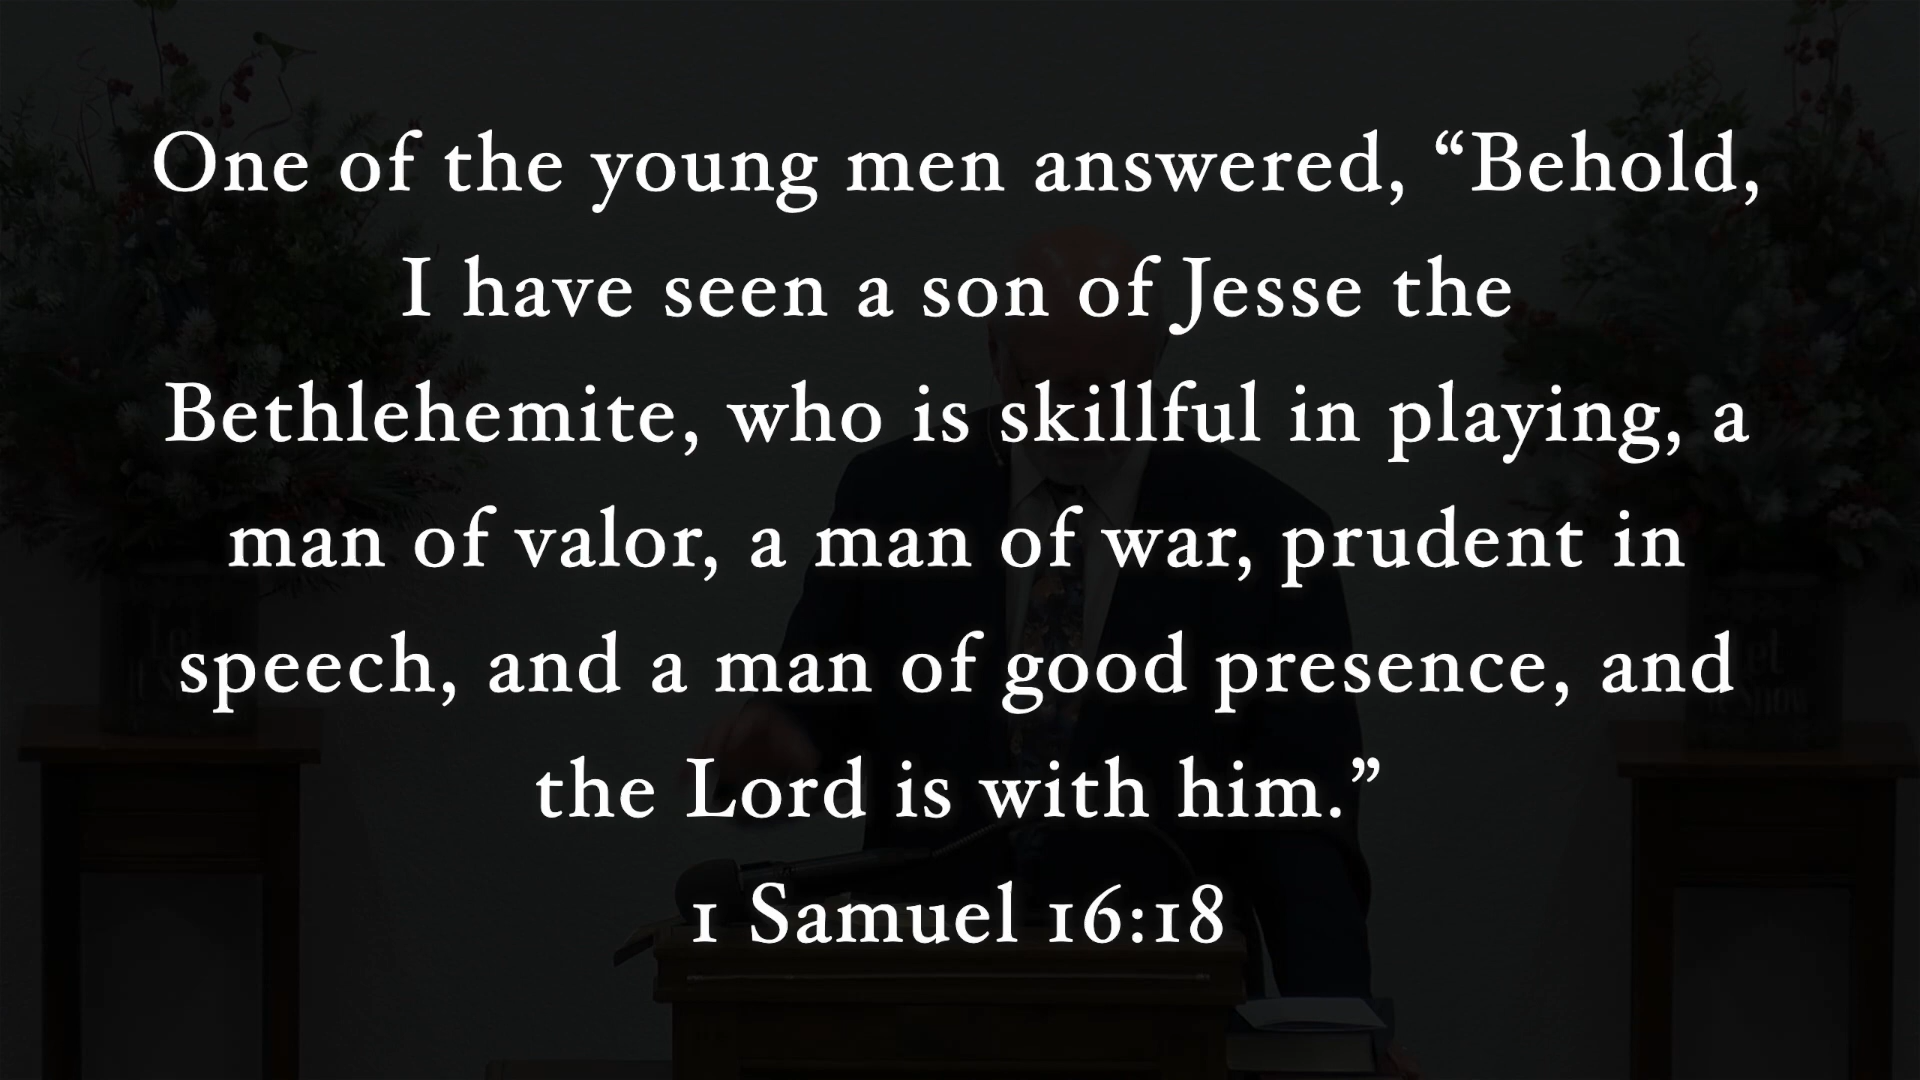 One of the young men answered, “Behold,
I have seen a son of Jesse the
Bethlehemite, who is skillful in playing, a
man of valor, a man of war, prudent in
speech, and a man of good presence, and
the Lord is with him.”
1 Samuel 16:18